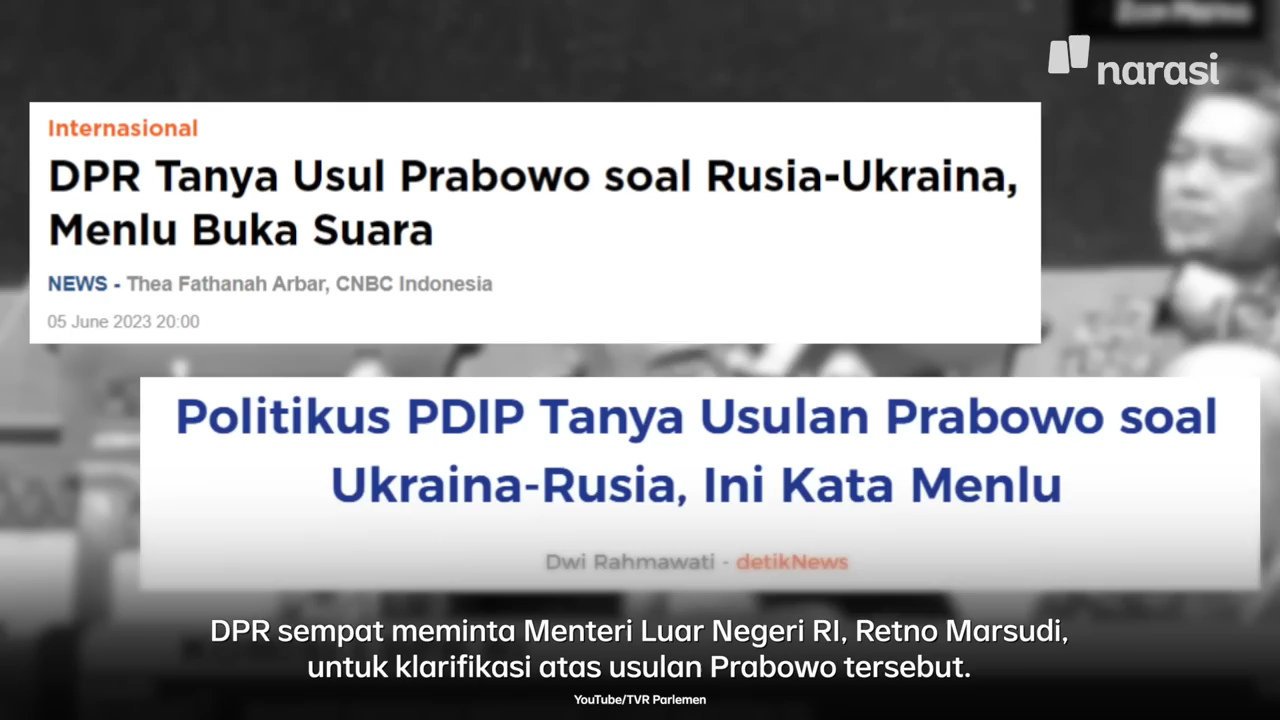 narasi
Internasional
DPR Tanya Usul Prabowo soal Rusia-Ukraina,
Menlu Buka Suara
NEWS - Thea Fathanah Arbar, CNBC Indonesia
05 June 2023 20:00
Politikus PDIP Tanya Usulan Prabowo soal
Ukraina-Rusia, Ini Kata Menlu
Dwi Rahmawati - detikNews
DPR sempat meminta Menteri Luar Negeri RI, Retno Marsudi,
untuk klarifikasi atas usulan Prabowo tersebut.
YouTube/TVR Parlemen